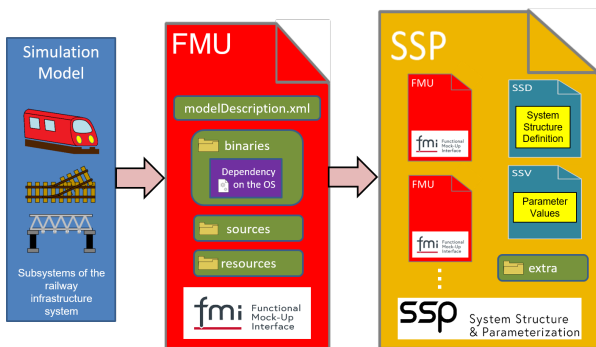 Simulation
Model
Subsystems of the
railway
infrastructure
system
FMU
modelDescription.xml
binaries
Dependency
on the OS
sources
resources
fmi Functional
Mock-Up
Interface
SSP
FMU
fmi Functional
Mock-Up
Interface
SSD
System
Structure
Definition
FMU
fmi Functional
Mock-Up
Interface
SSV
Parameter
Values
extra
ssp System Structure
& Parameterization